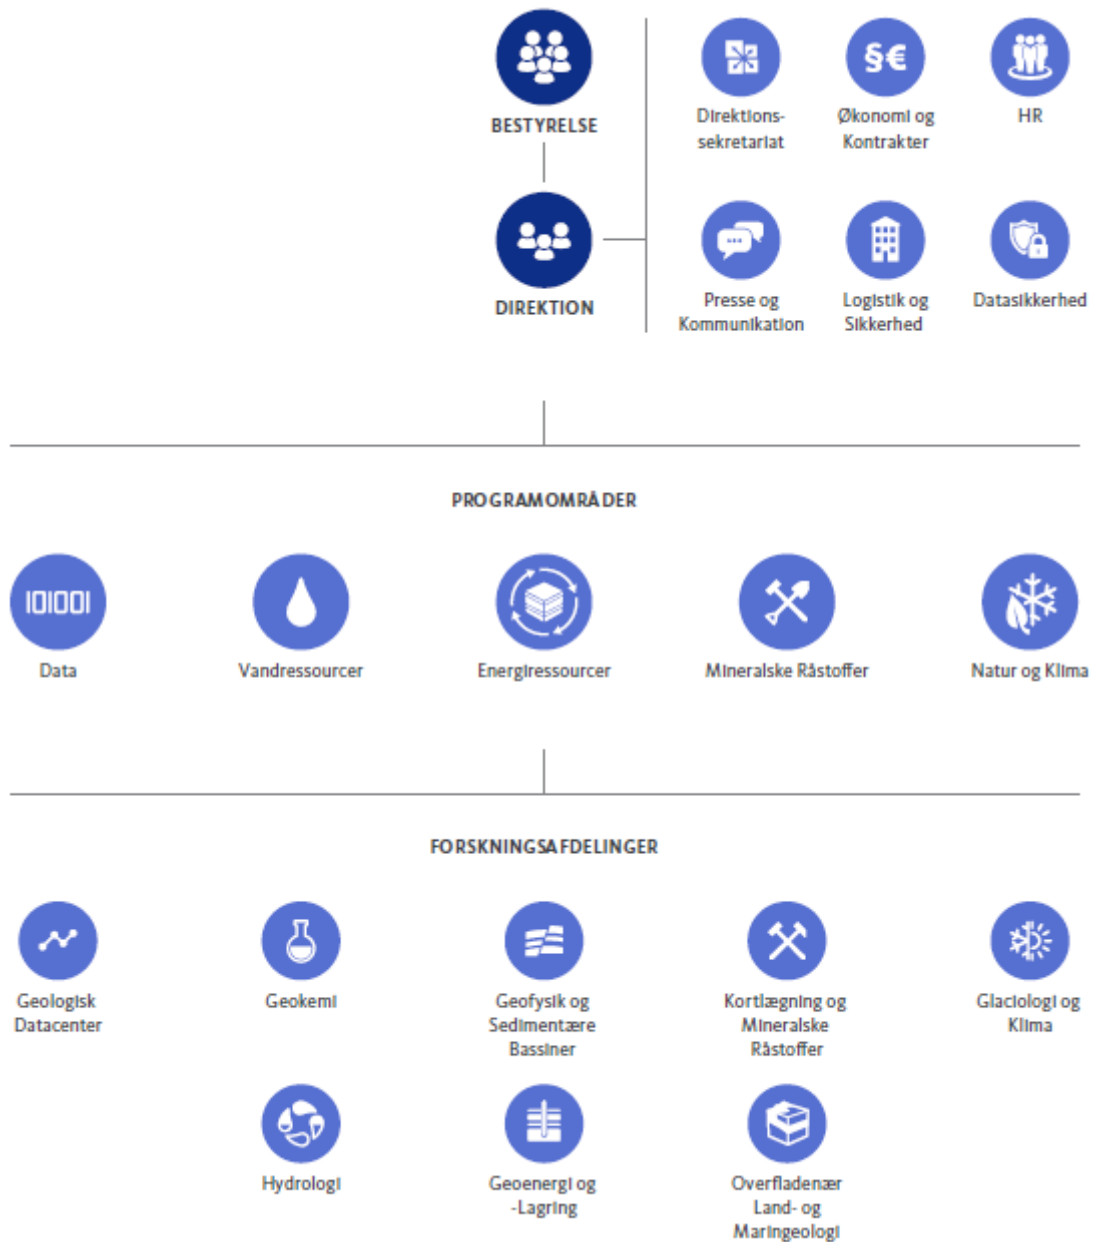 §€
BESTYRELSE
Direktions-
sekretariat
Økonomi og
Kontrakter
HR
DIREKTION
Presse og
Kommunikation
Logistik og
Sikkerhed
Datasikkerhed
PROGRAMOMRÅDER
101001
Data
Vandressourcer
Energiressourcer
Mineralske Råstoffer
Natur og Klima
FORSKNINGSAFDELINGER
Geologisk
Datacenter
Geokemi
Geofysik og
Sedimentære
Bassiner
Kortlægning og
Mineralske
Råstoffer
Glaciologi og
Klima
Hydrologi
Geoenergi og
-Lagring
Overfladenær
Land- og
Maringeologi